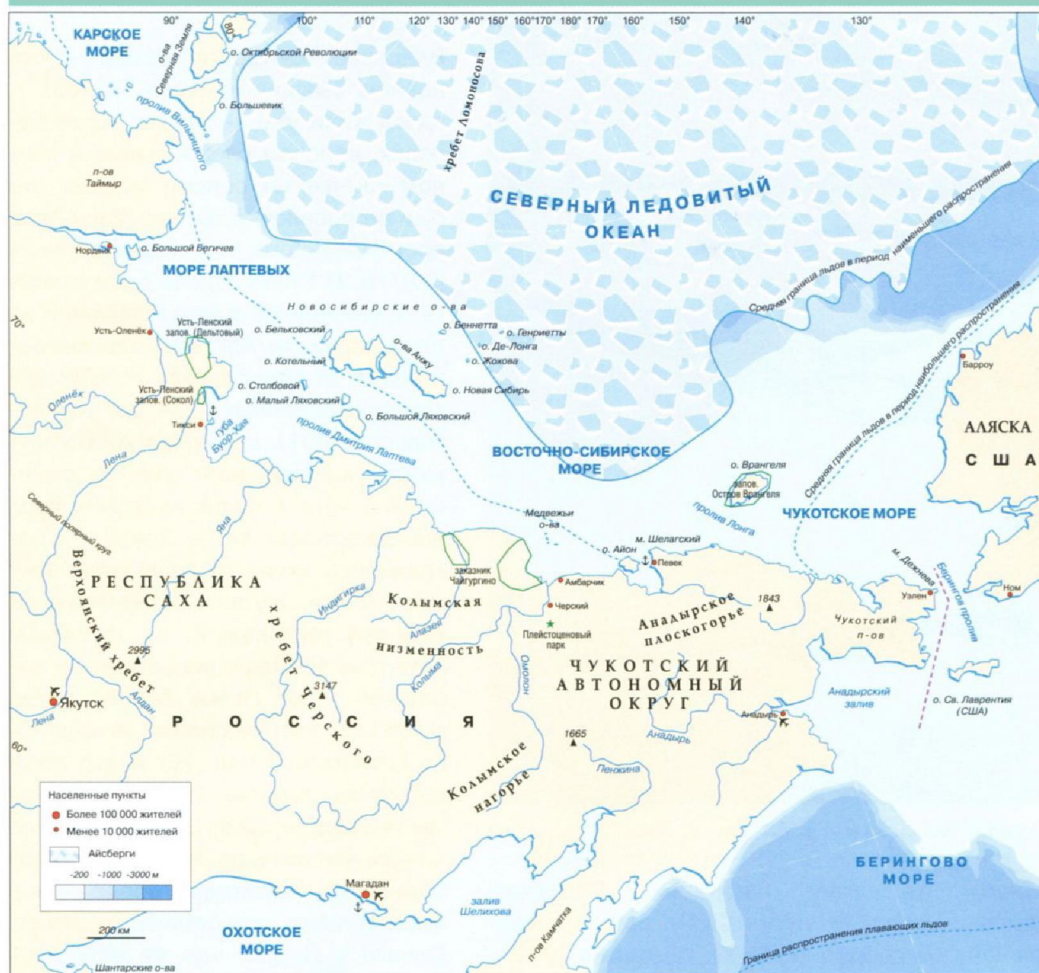 90° 100° 110° 120° 130° 140° 150° 160° 170° 180° 170° 160° 150° 140° 130°
80°
КАРСКОЕ
МОРЕ
о-ва
Северная Земля
о. Октябрьской Революции
о. Большевик
пролив Вилькицкого
хребет Ломоносова
п-ов
Таймыр
СЕВЕРНЫЙ ЛЕДОВИТЫЙ
ОКЕАН
Средняя граница льдов в период наименьшего распространения
Нордвик
о. Большой Бегичев
МОРЕ ЛАПТЕВЫХ
Новосибирские о-ва
70°
Усть-Оленёк
Усть-Ленский
запов. (Дельтовый)
о. Бельковский
о. Беннетта
о. Генриетты
о-ва Анжу
о. Де-Лонга
о. Котельный
о. Жохова
Средняя граница льдов в период наибольшего распространения
Барроу
Усть-Ленский
запов. (Сокол)
о. Столбовой
о. Новая Сибирь
о. Малый Ляховский
Оленёк
о. Большой Ляховский
Тикси
губа
Буор-Хая
пролив Дмитрия Лаптева
АЛЯСКА
США
Лена
ВОСТОЧНО-СИБИРСКОЕ
МОРЕ
о. Врангеля
запов.
Остров Врангеля
Северный полярный круг
Яна
Медвежьи
о-ва
пролив Лонга
ЧУКОТСКОЕ МОРЕ
м. Шелагский
о. Айон
Певек
м. Дежнева
Берингов пролив
РЕСПУБЛИКА
САХА
Верхоянский хребет
Индигирка
заказник
Чайгургино
Амбарчик
Уэлен
Ном
Колымская
низменность
Черский
Алазея
Плейстоценовый
парк
Анадырское
плоскогорье
1843
Чукотский
п-ов
хребет Черского
2995
Колыма
Омолон
ЧУКОТСКИЙ
АВТОНОМНЫЙ
ОКРУГ
3147
Якутск
Алдан
Анадырский
залив
о. Св. Лаврентия
(США)
Лена
РОССИЯ
Анадырь
Анадырь
60°
1665
Колымское
нагорье
Пенжина
Населенные пункты
Более 100 000 жителей
Менее 10 000 жителей
Айсберги
-200 -1000 -3000 м
200 км
Магадан
залив
Шелихова
БЕРИНГОВО
МОРЕ
ОХОТСКОЕ
МОРЕ
п-ов Камчатка
Граница распространения плавающих льдов
Шантарские о-ва